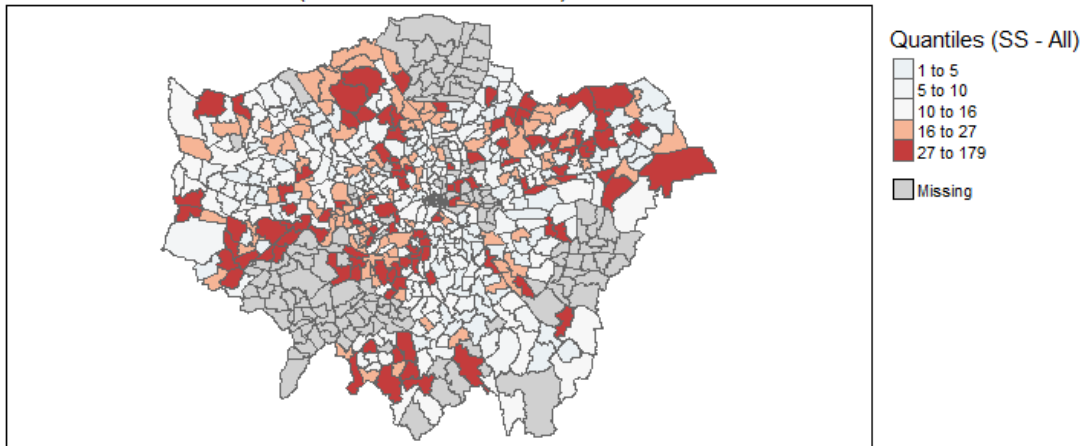 Quantiles (SS - All)
1 to 5
5 to 10
10 to 16
16 to 27
27 to 179
Missing